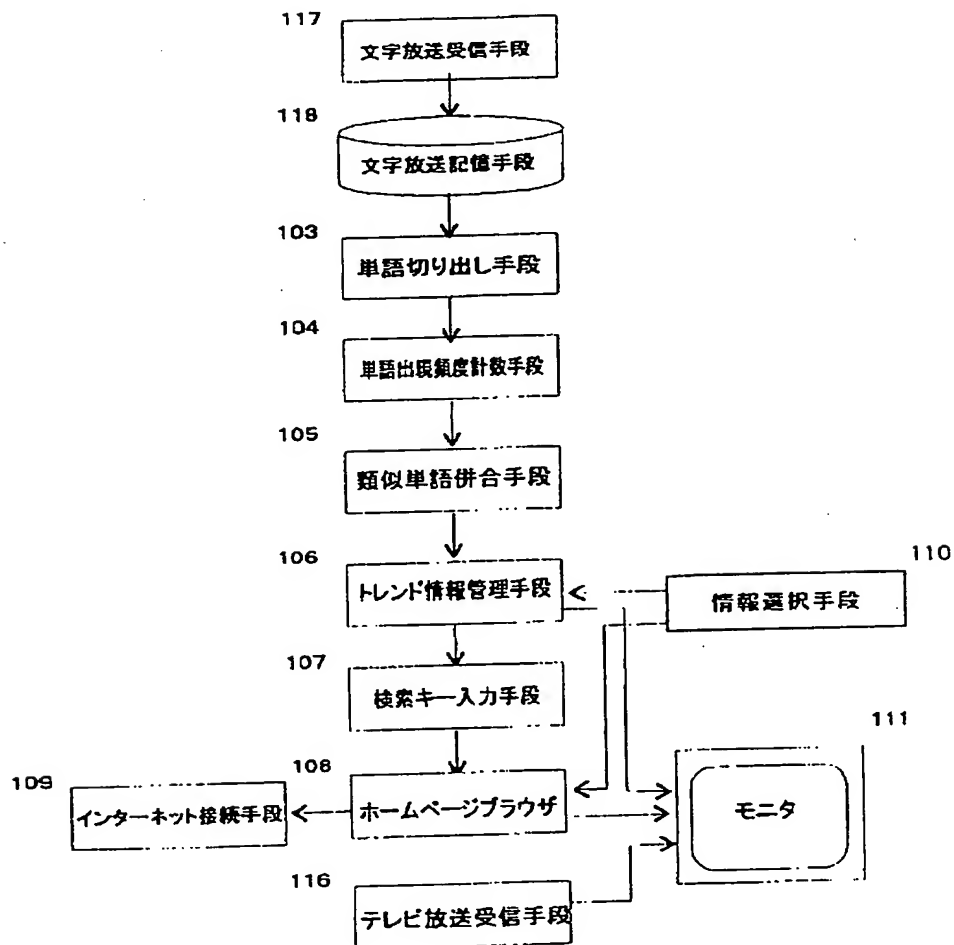 117
文字放送受信手段
118
文字放送記憶手段
103
単語切り出し手段
104
単語出現頻度計数手段
105
類似単語併合手段
106
トレンド情報管理手段
110
情報選択手段
107
検索キー入力手段
111
モニタ
108
ホームページブラウザ
109
インターネット接続手段
116
テレビ放送受信手段